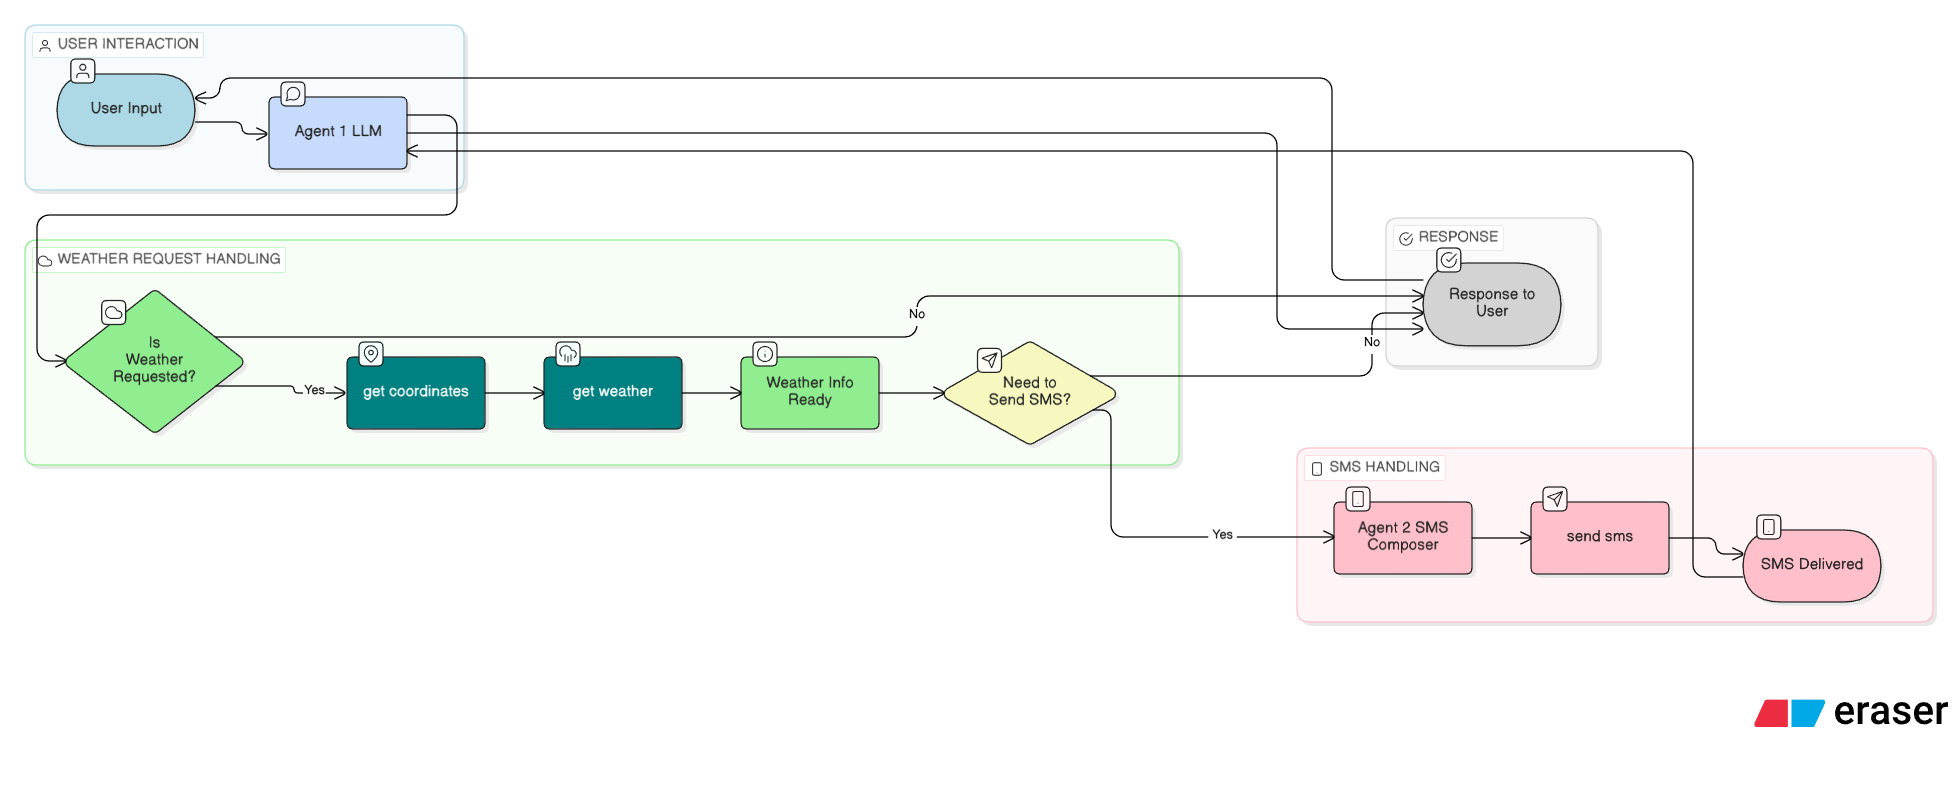 USER INTERACTION
User Input
Agent 1 LLM
WEATHER REQUEST HANDLING
Is
Weather
Requested?
No
Yes
get coordinates
get weather
Weather Info
Ready
Need to
Send SMS?
No
Yes
RESPONSE
Response to
User
SMS HANDLING
Agent 2 SMS
Composer
send sms
SMS Delivered
eraser